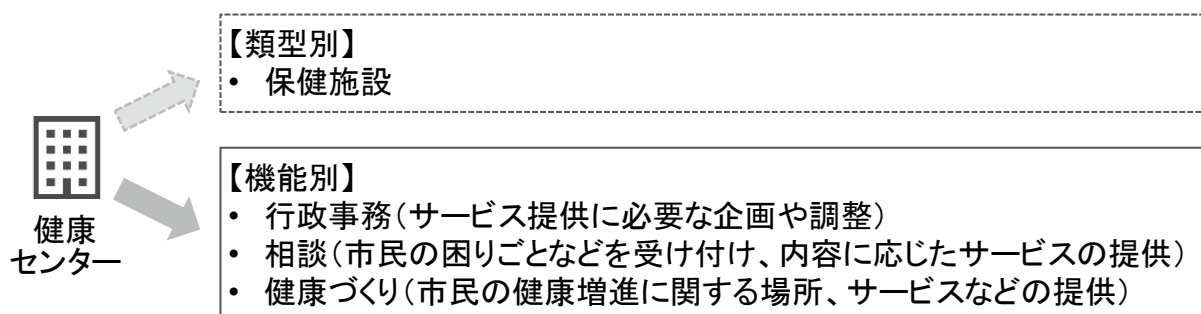 【類型別】
• 保健施設
健康
センター
【機能別】
• 行政事務(サービス提供に必要な企画や調整)
• 相談(市民の困りごとなどを受け付け、内容に応じたサービスの提供)
• 健康づくり(市民の健康増進に関する場所、サービスなどの提供)